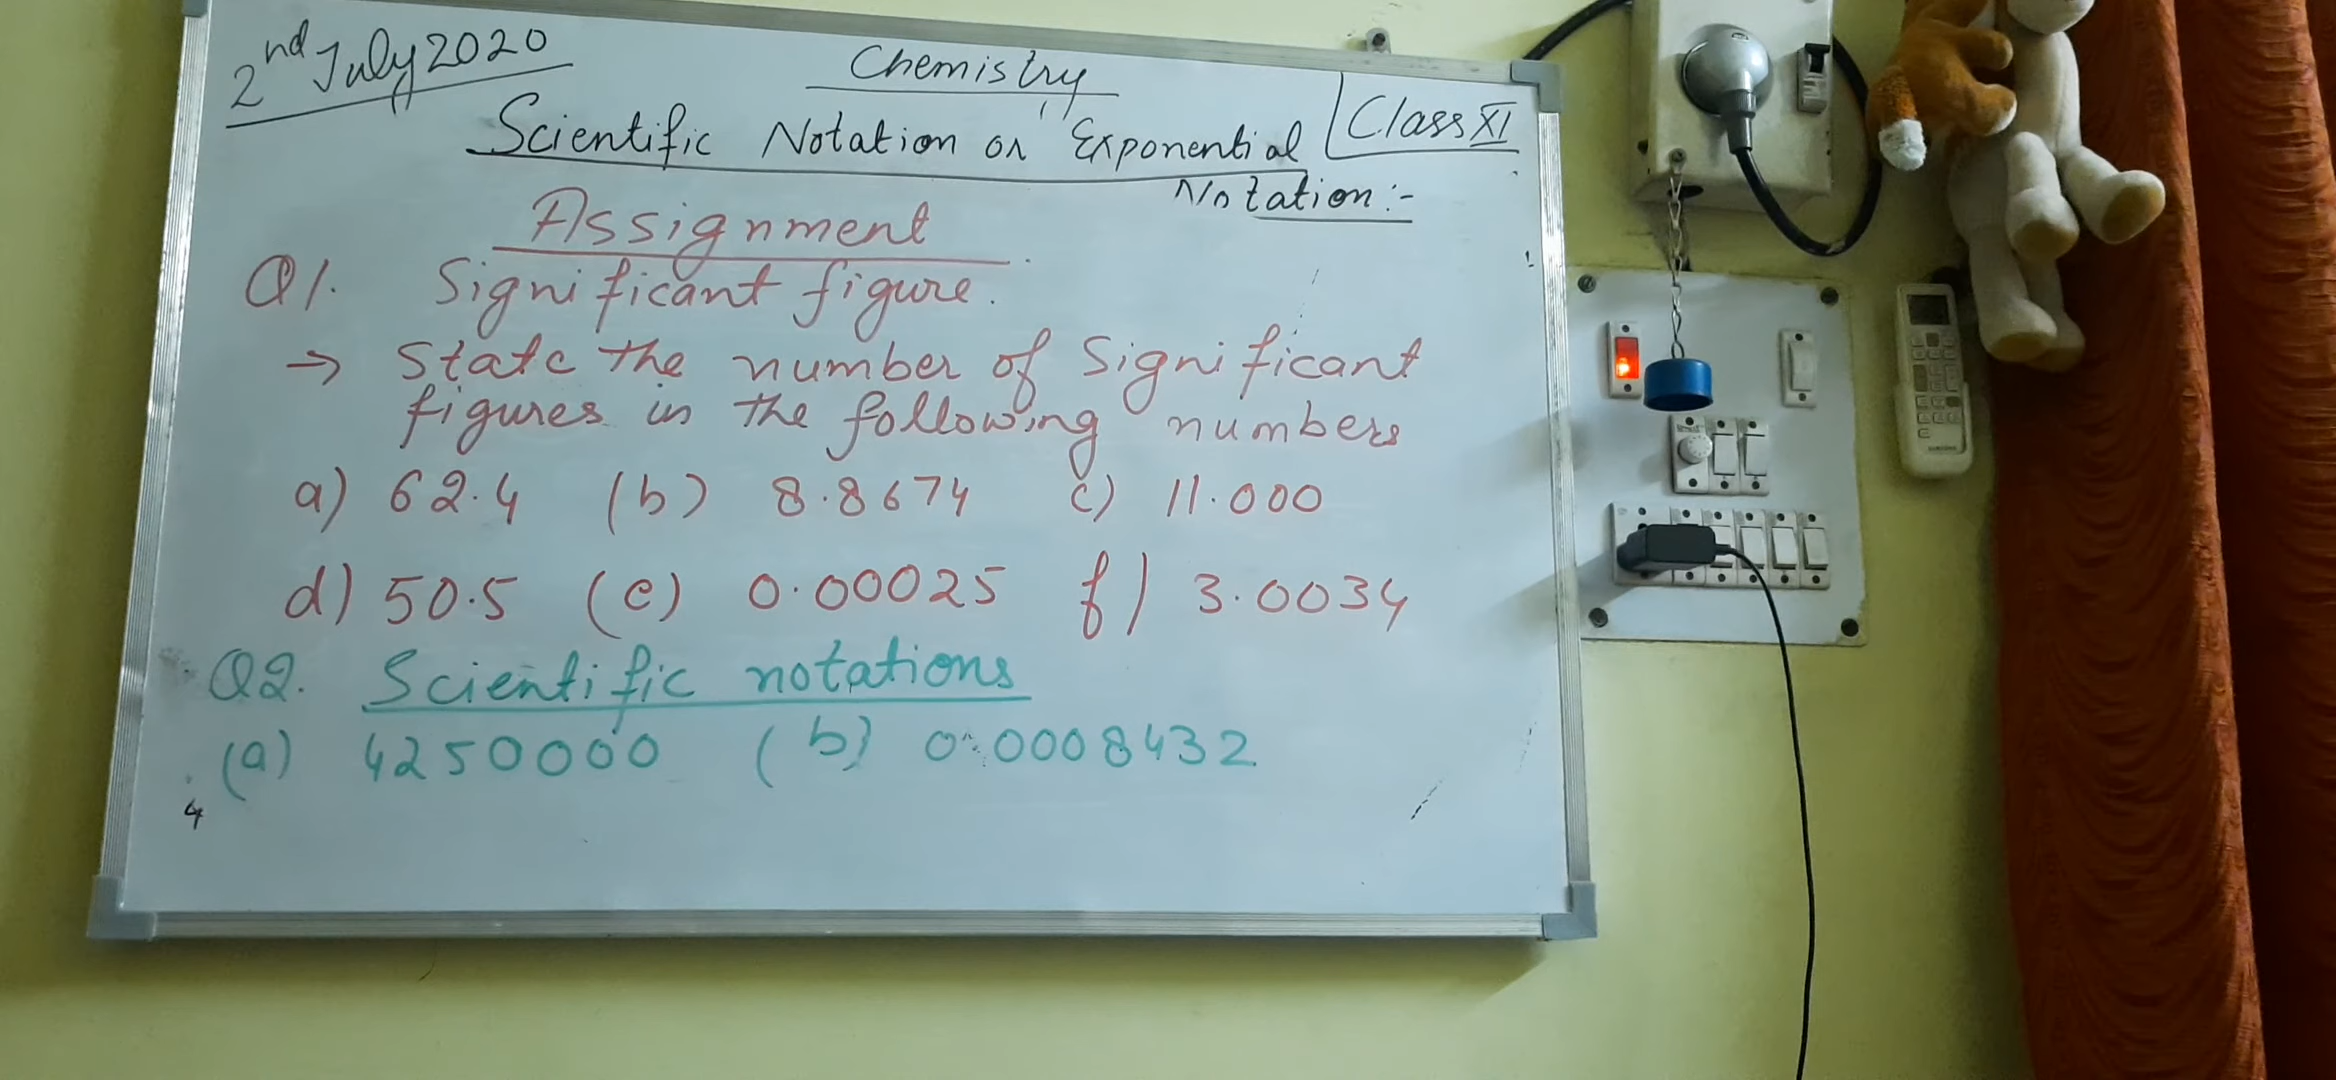 2nd July 2020
Chemistry
Class XI
Scientific Notation or Exponential
Notation:-
Assignment
Q1. Significant figure.
→ State the number of Significant
figures in the following numbers
a) 62.4 (b) 8.8674 c) 11.000
d) 50.5 (e) 0.00025 f) 3.0034
Q2. Scientific notations
(a) 4250000 (b) 0.0008432
4